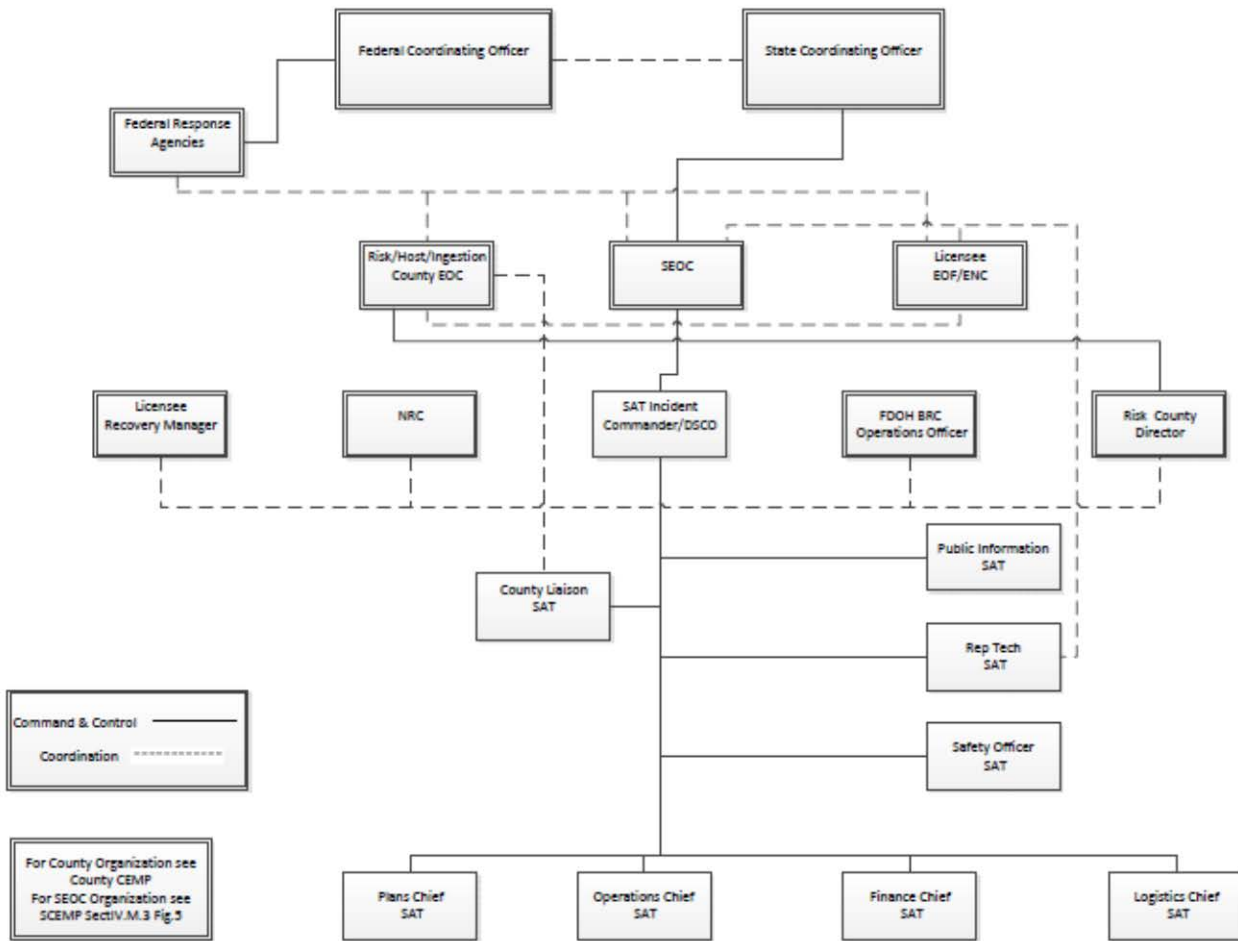 Federal Coordinating Officer
State Coordinating Officer
Federal Response
Agencies
Risk/Host/Ingestion
County EOC
SEOC
Licensee
EOF/ENC
Licensee
Recovery Manager
NRC
SAT Incident
Commander/DSCO
FDOH BRC
Operations Officer
Risk County
Director
Public Information
SAT
County Liaison
SAT
Rep Tech
SAT
Command & Control
Coordination
Safety Officer
SAT
For County Organization see
County CEMP
For SEOC Organization see
SCEMP SectIV.M.3 Fig.5
Plans Chief
SAT
Operations Chief
SAT
Finance Chief
SAT
Logistics Chief
SAT